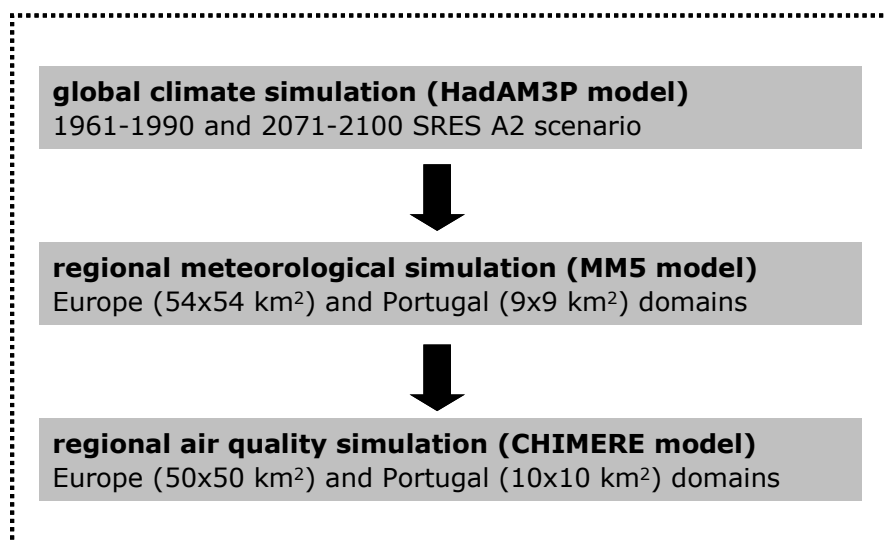 global climate simulation (HadAM3P model)
1961-1990 and 2071-2100 SRES A2 scenario
regional meteorological simulation (MM5 model)
Europe (54x54 km²) and Portugal (9x9 km²) domains
regional air quality simulation (CHIMERE model)
Europe (50x50 km²) and Portugal (10x10 km²) domains